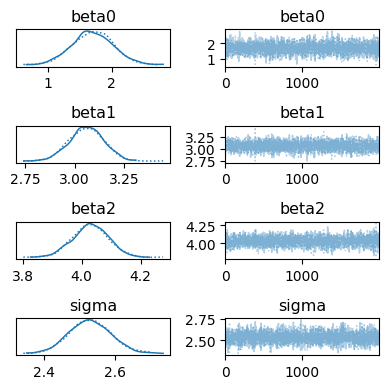 beta0 beta0
2
1
1 2 0 1000
beta1 beta1
3.25
3.00
2.75
2.75 3.00 3.25 0 1000
beta2 beta2
4.25
4.00
3.8 4.0 4.2 0 1000
sigma sigma
2.75
2.50
2.4 2.6 0 1000